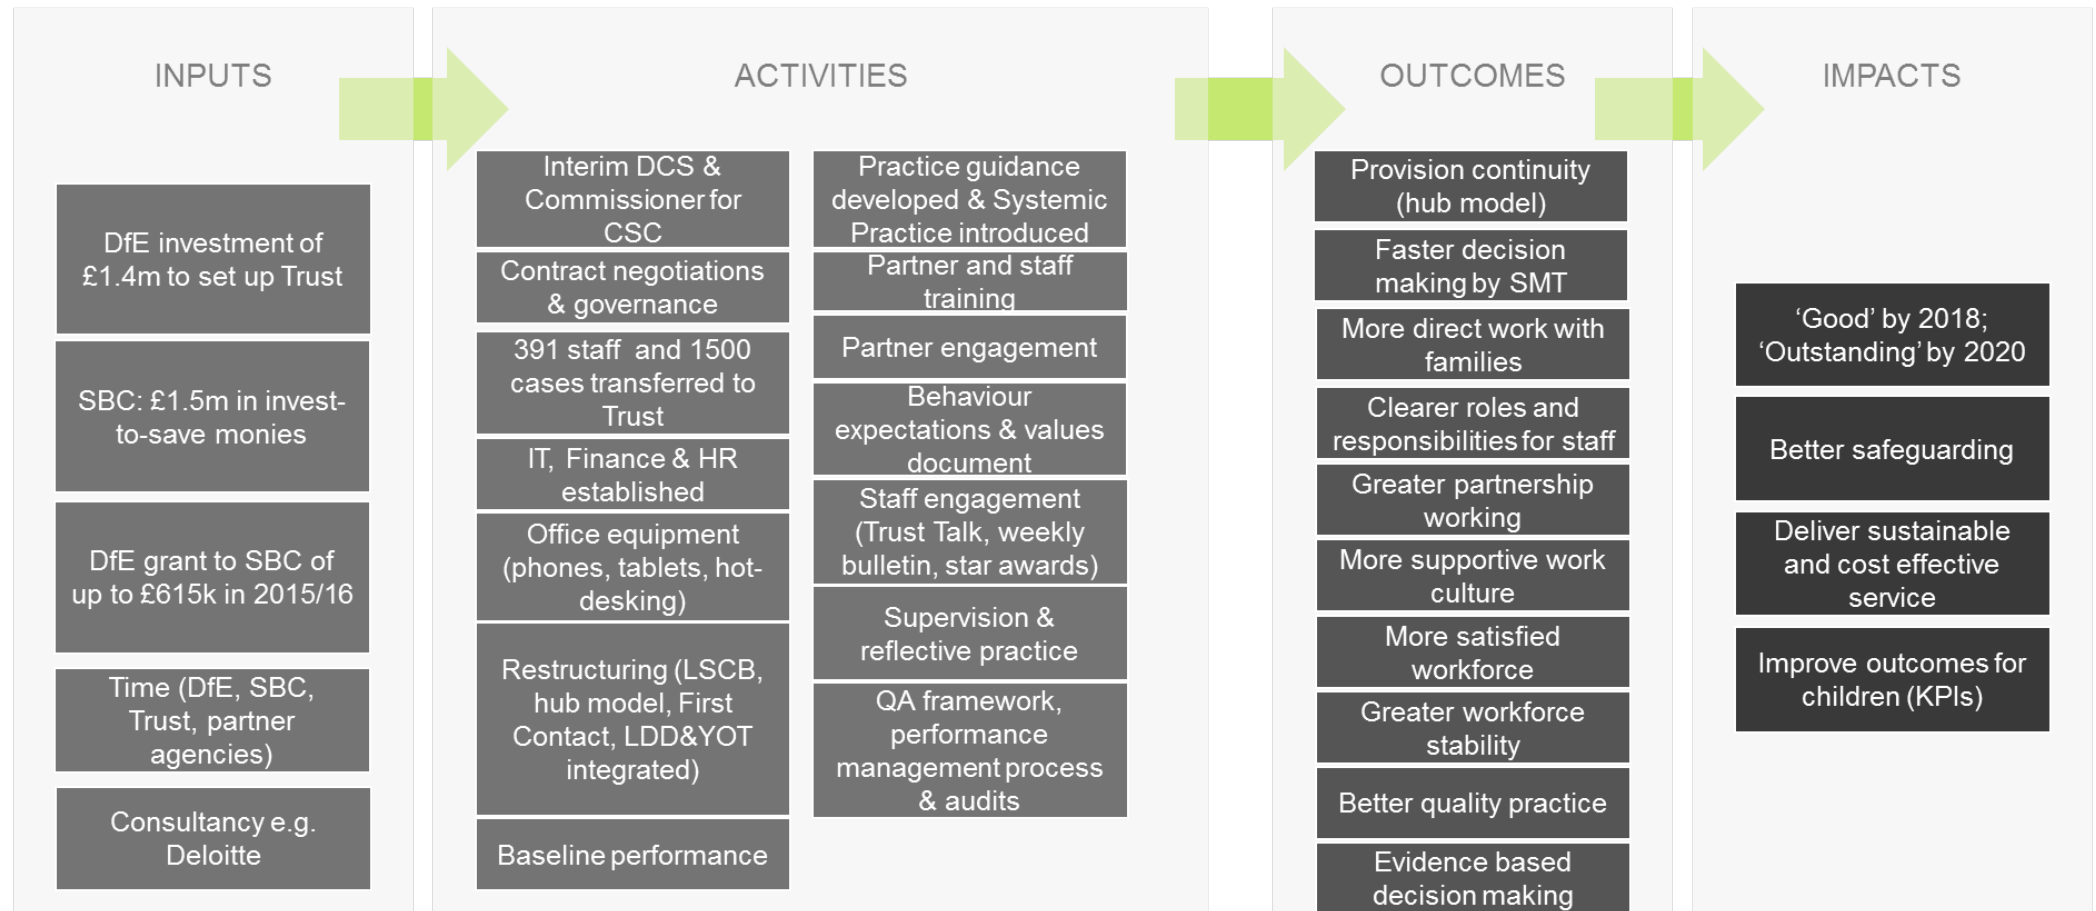 INPUTS
DfE investment of
£1.4m to set up Trust
SBC: £1.5m in invest-
to-save monies
DfE grant to SBC of
up to £615k in 2015/16
Time (DfE, SBC,
Trust, partner
agencies)
Consultancy e.g.
Deloitte
ACTIVITIES
Interim DCS &
Commissioner for
CSC
Contract negotiations
& governance
391 staff and 1500
cases transferred to
Trust
IT, Finance & HR
established
Office equipment
(phones, tablets, hot-
desking)
Restructuring (LSCB,
hub model, First
Contact, LDD&YOT
integrated)
Baseline performance
Practice guidance
developed & Systemic
Practice introduced
Partner and staff
training
Partner engagement
Behaviour
expectations & values
document
Staff engagement
(Trust Talk, weekly
bulletin, star awards)
Supervision &
reflective practice
QA framework,
performance
management process
& audits
OUTCOMES
Provision continuity
(hub model)
Faster decision
making by SMT
More direct work with
families
Clearer roles and
responsibilities for staff
Greater partnership
working
More supportive work
culture
More satisfied
workforce
Greater workforce
stability
Better quality practice
Evidence based
decision making
IMPACTS
‘Good’ by 2018;
‘Outstanding’ by 2020
Better safeguarding
Deliver sustainable
and cost effective
service
Improve outcomes for
children (KPIs)